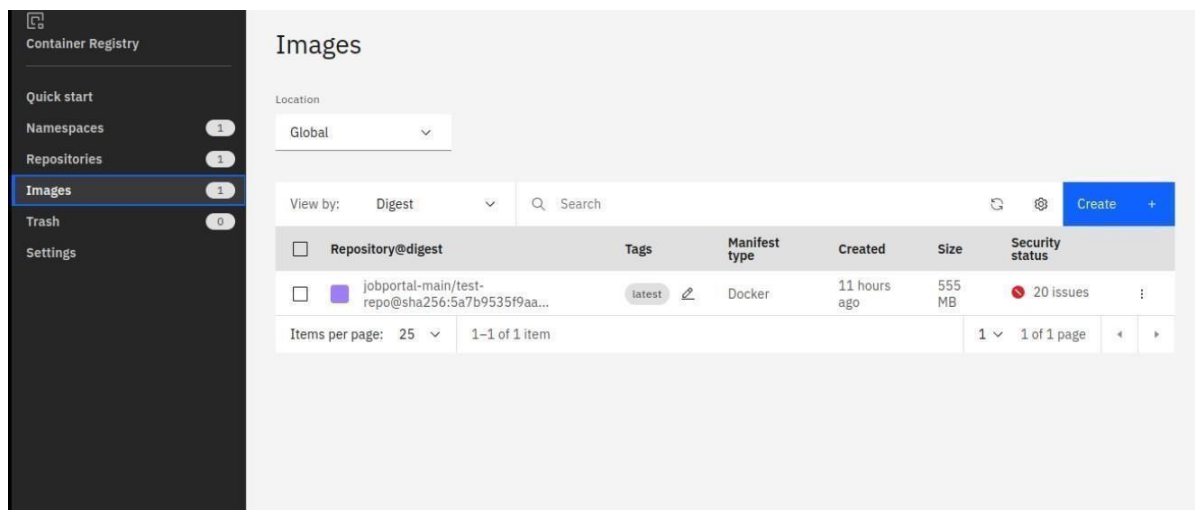 Container Registry
Quick start
Namespaces 1
Repositories 1
Images 1
Trash 0
Settings
Images
Location
Global
View by: Digest Search Create +
Repository@digest Tags Manifest type Created Size Security status
jobportal-main/test-
repo@sha256:5a7b9535f9aa... latest Docker 11 hours ago 555 MB 20 issues
Items per page: 25 1–1 of 1 item 1 1 of 1 page